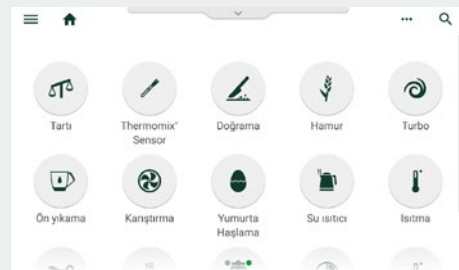 Tartı
Thermomix®
Sensor
Doğrama
Hamur
Turbo
Ön yıkama
Karıştırma
Yumurta
Haşlama
Su ısıtıcı
Isıtma